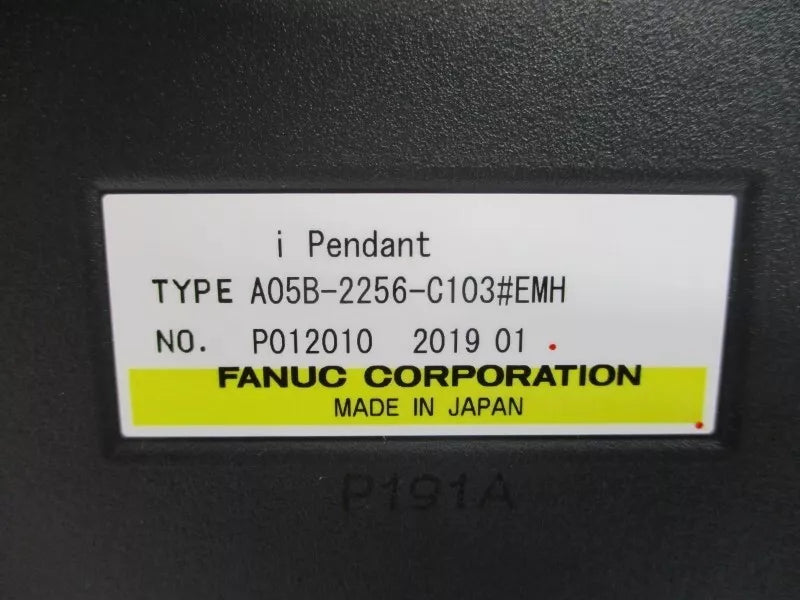 i Pendant
TYPE A05B-2256-C103#EMH
NO. P012010 2019 01
FANUC CORPORATION
MADE IN JAPAN
P191A